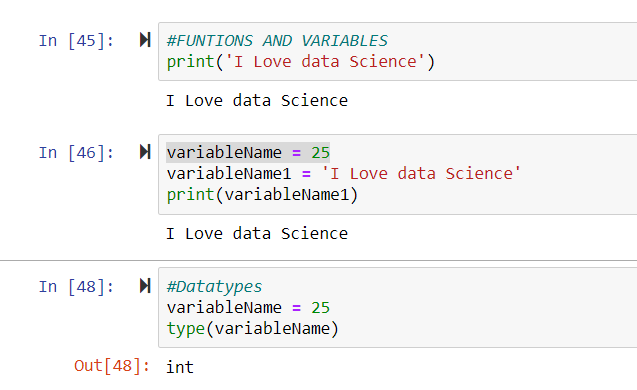 In [45]: #FUNTIONS AND VARIABLES
print('I Love data Science')
I Love data Science
In [46]: variableName = 25
variableName1 = 'I Love data Science'
print(variableName1)
I Love data Science
In [48]: #Datatypes
variableName = 25
type(variableName)
Out[48]: int